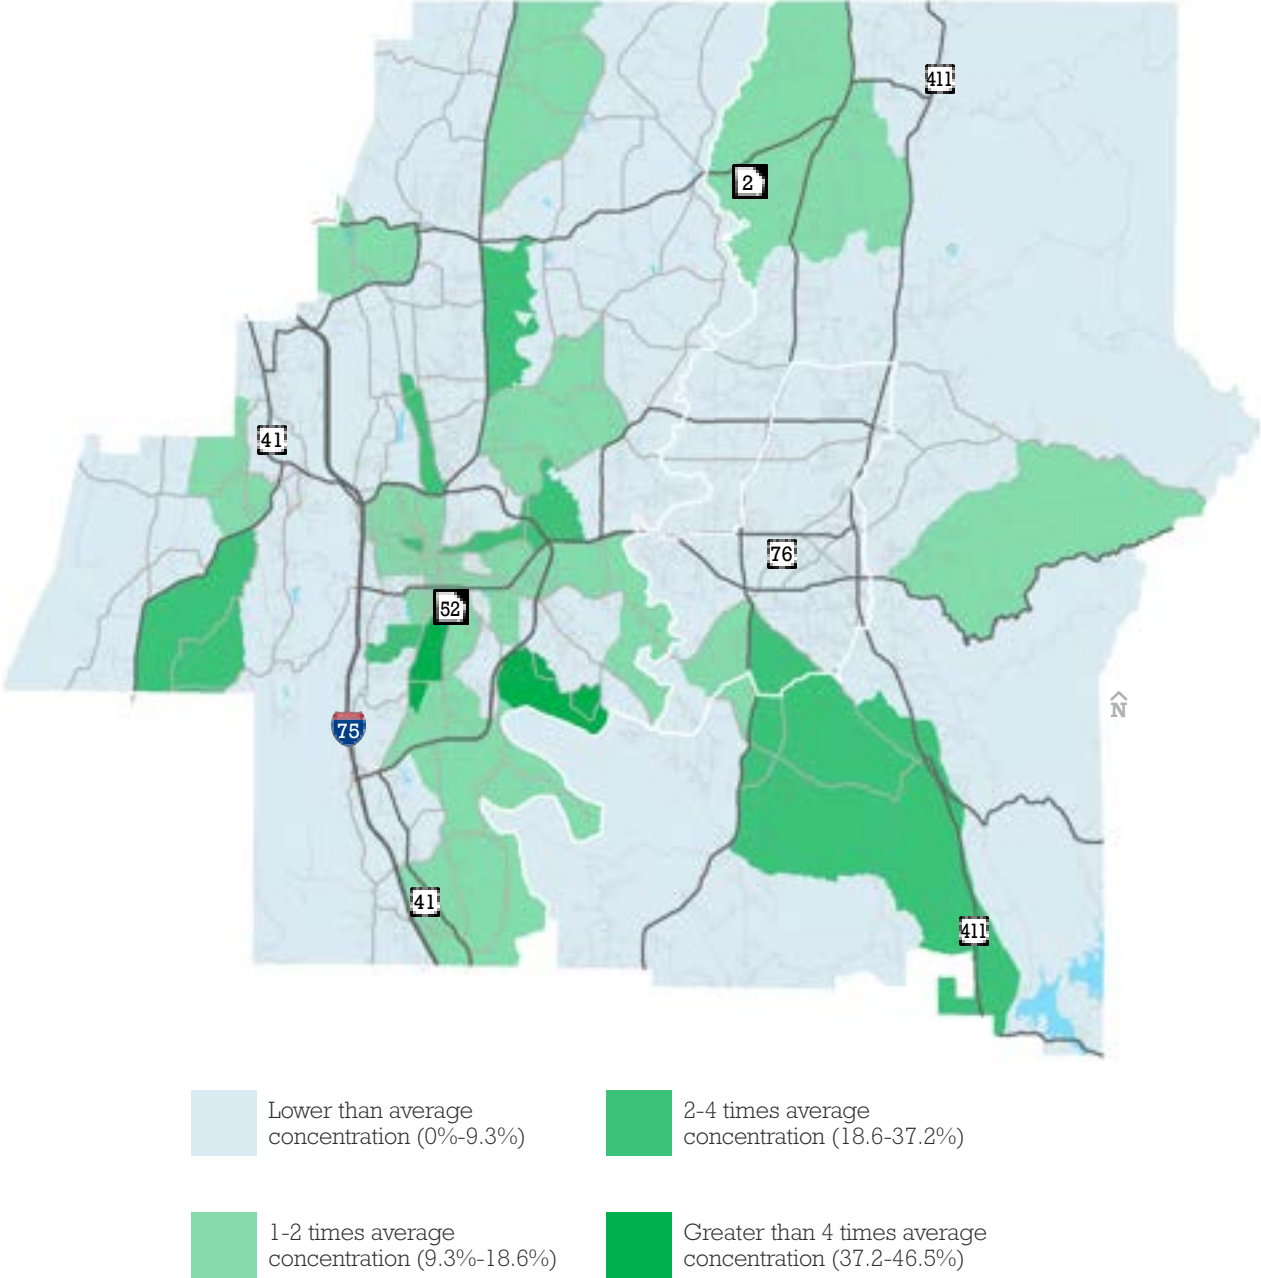 411
2
41
76
52
75
N
41
411
Lower than average
concentration (0%-9.3%)
2-4 times average
concentration (18.6-37.2%)
1-2 times average
concentration (9.3%-18.6%)
Greater than 4 times average
concentration (37.2-46.5%)